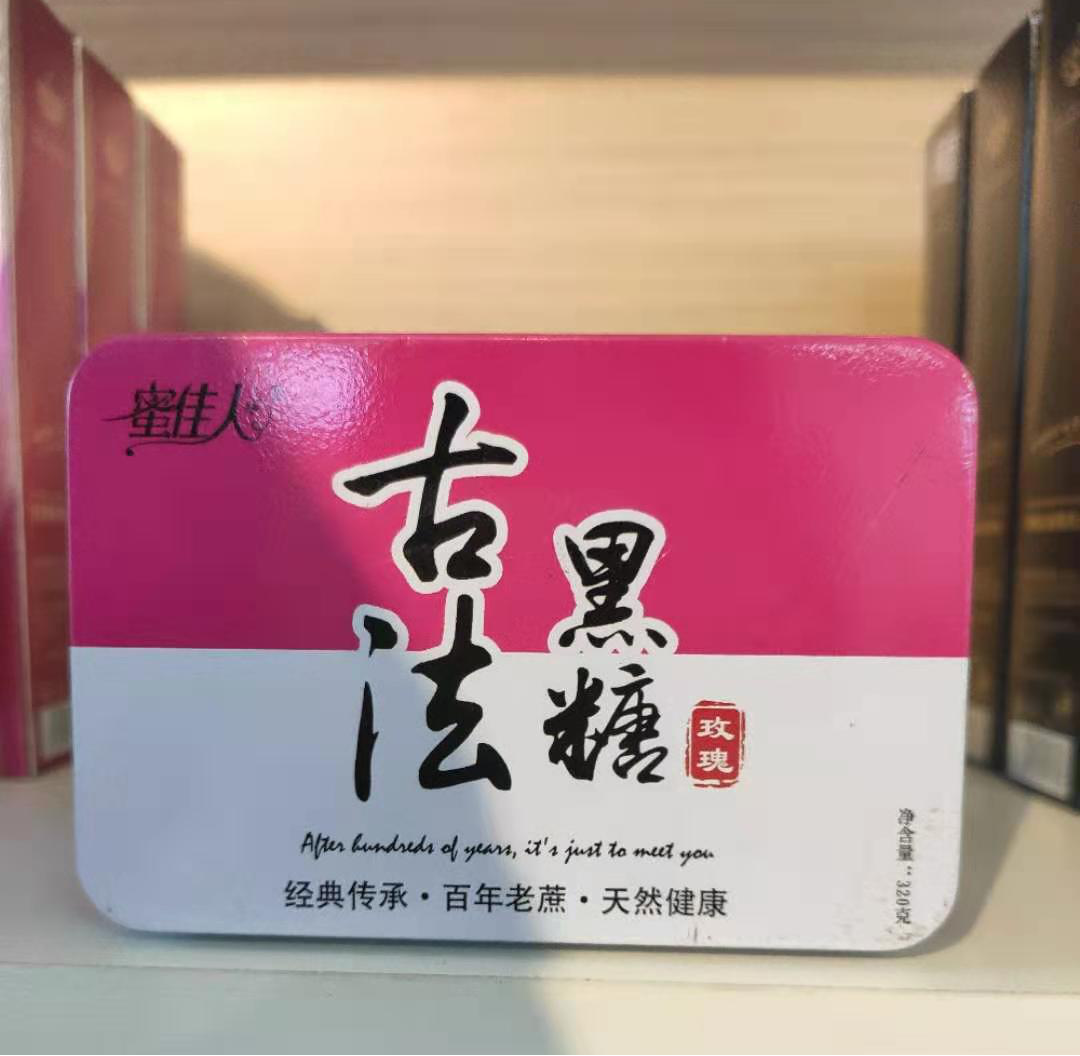 蜜佳人
古法
黑糖
玫瑰
After hundreds of years, it's just to meet you
经典传承·百年老蔗·天然健康
净含量：320克